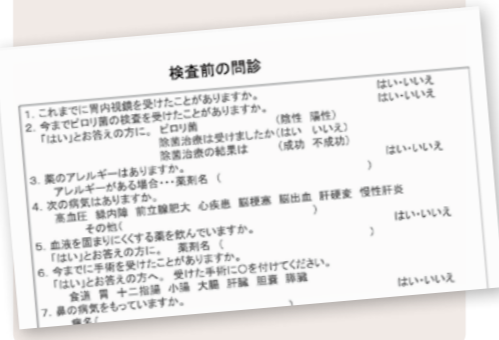 検査前の問診
1. これまでに胃内視鏡を受けたことがありますか。 はい・いいえ
2. 今までピロリ菌の検査を受けたことがありますか。 はい・いいえ
「はい」とお答えの方に。 ピロリ菌 (陰性 陽性)
除菌治療は受けましたか(はい いいえ)
除菌治療の結果は (成功 不成功)
3. 薬のアレルギーはありますか。 はい・いいえ
アレルギーがある場合・・・薬剤名 ( )
4. 次の病気はありますか。
高血圧 緑内障 前立腺肥大 心疾患 脳梗塞 脳出血 肝硬変 慢性肝炎
その他( )
5. 血液を固まりにくくする薬を飲んでいますか。 はい・いいえ
「はい」とお答えの方に。 薬剤名 ( )
6. 今までに手術を受けたことがありますか。
「はい」とお答えの方へ。 受けた手術に○を付けてください。
食道 胃 十二指腸 小腸 大腸 肝臓 胆嚢 膵臓
7. 鼻の病気をもっていますか。 はい・いいえ
病名( )